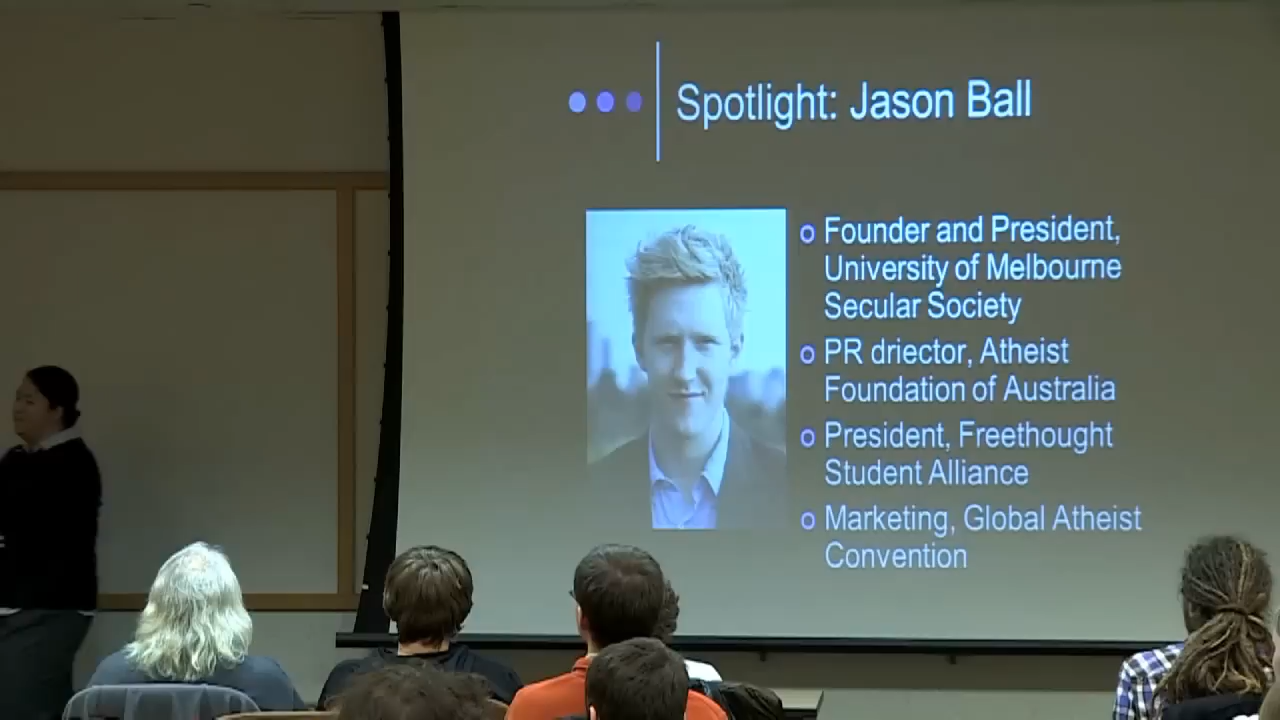 Spotlight: Jason Ball
Founder and President,
University of Melbourne
Secular Society
PR driector, Atheist
Foundation of Australia
President, Freethought
Student Alliance
Marketing, Global Atheist
Convention